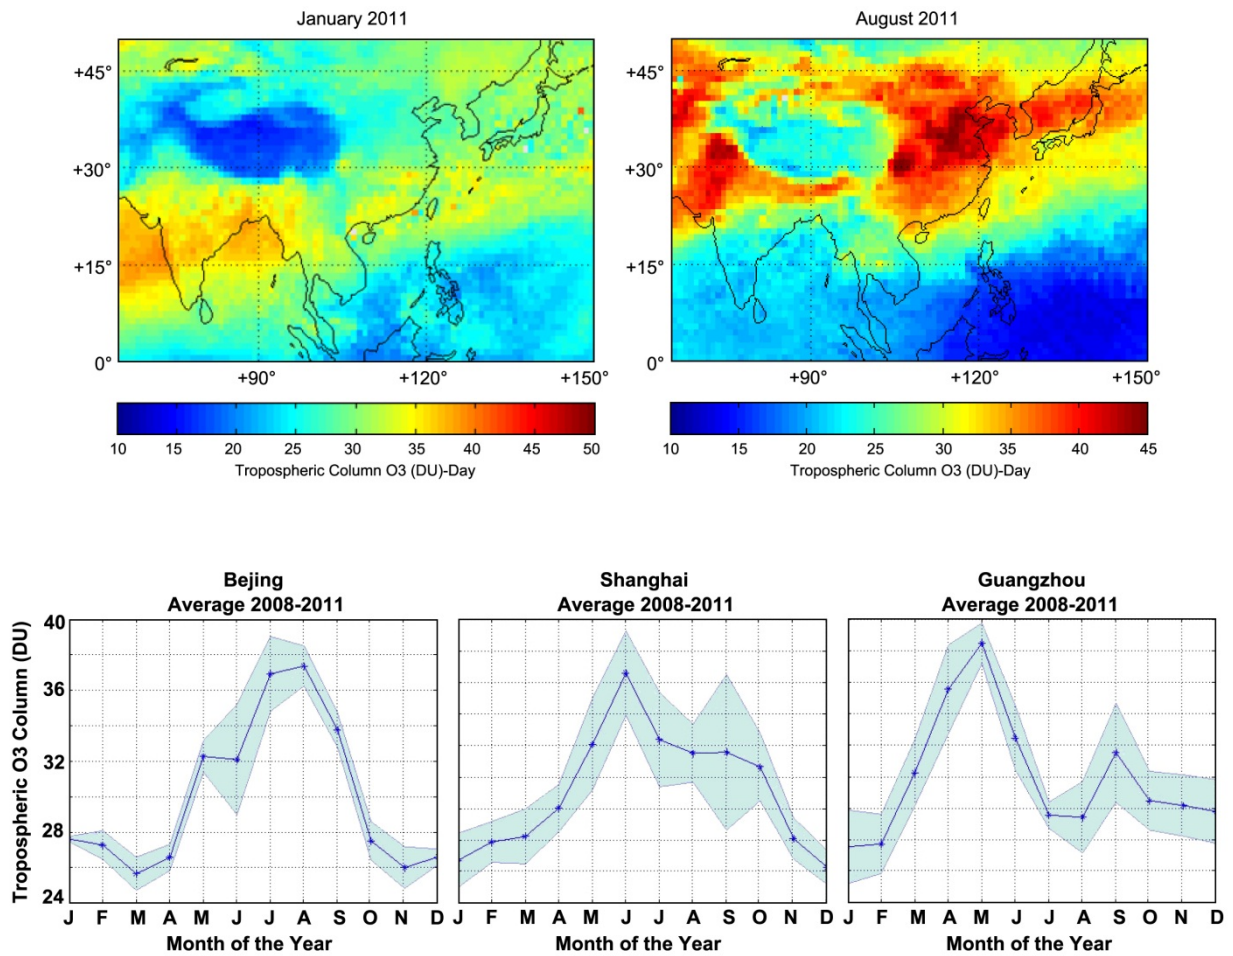 January 2011
August 2011
+45°
+30°
+15°
0°
+90°
+120°
+150°
+45°
+30°
+15°
0°
+90°
+120°
+150°
10 15 20 25 30 35 40 45 50
Tropospheric Column O3 (DU)-Day
10 15 20 25 30 35 40 45
Tropospheric Column O3 (DU)-Day
Bejing
Average 2008-2011
Shanghai
Average 2008-2011
Guangzhou
Average 2008-2011
Tropospheric O3 Column (DU)
40
36
32
28
24
J F M A M J J A S O N D
Month of the Year
J F M A M J J A S O N D
Month of the Year
J F M A M J J A S O N D
Month of the Year